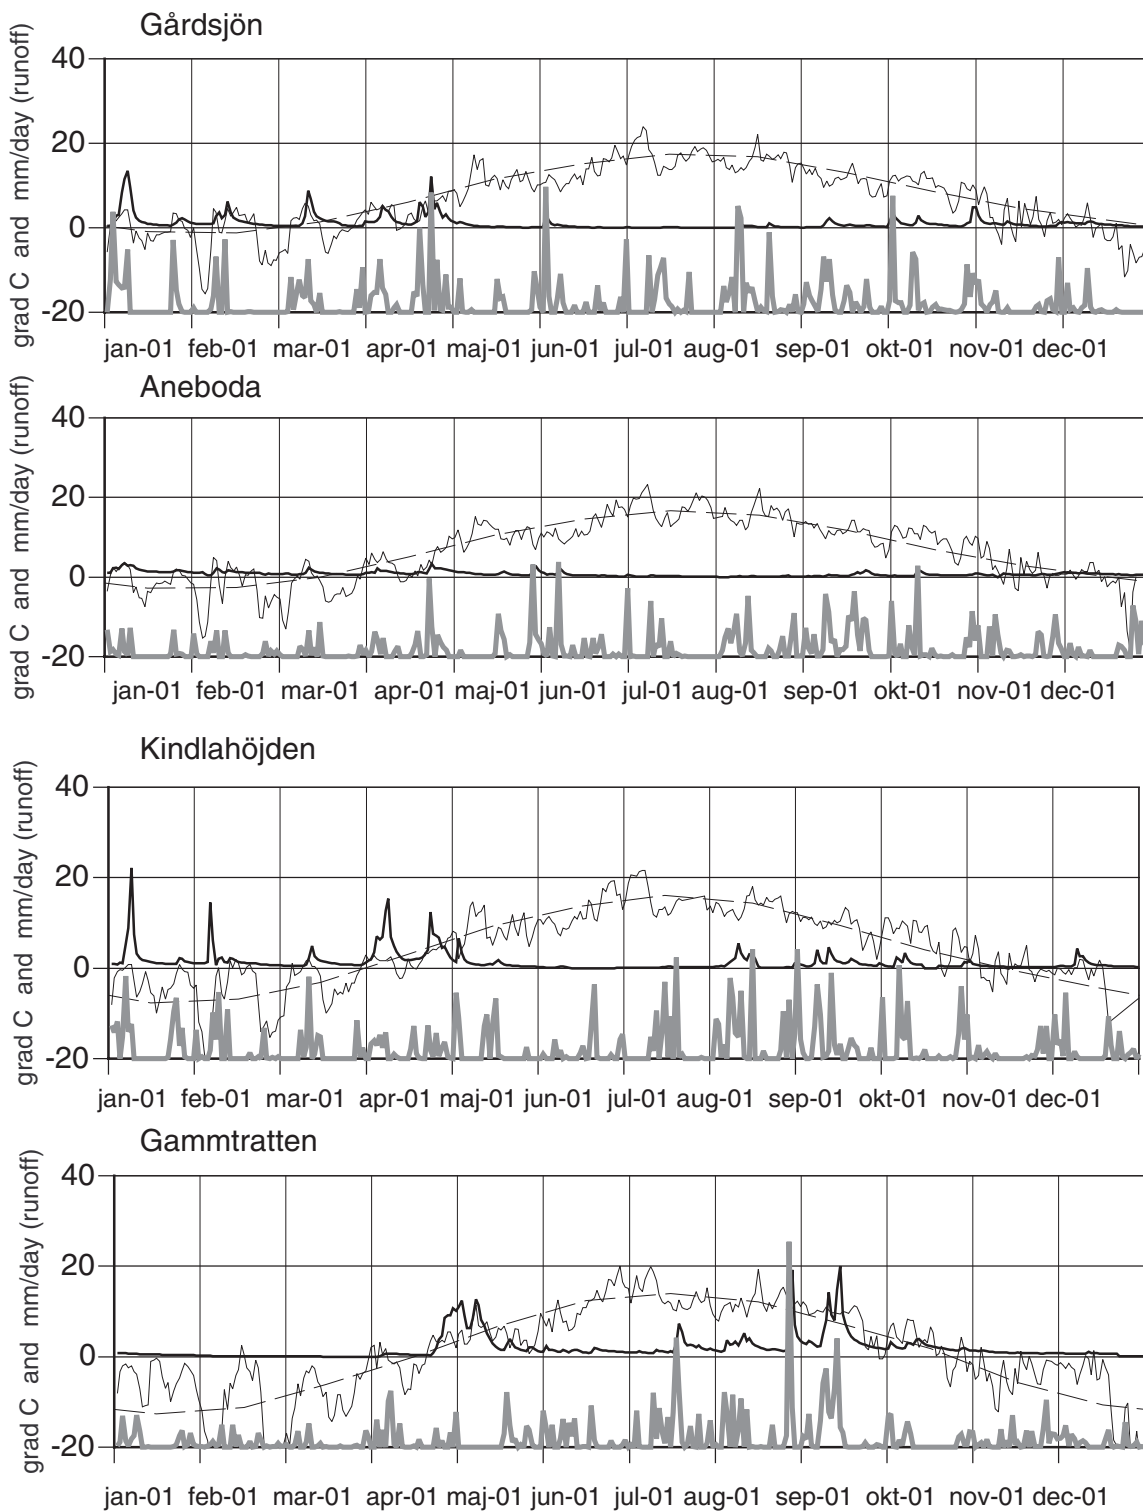 Gårdsjön
grad C and mm/day (runoff)
40
20
0
-20
jan-01 feb-01 mar-01 apr-01 maj-01 jun-01 jul-01 aug-01 sep-01 okt-01 nov-01 dec-01
Aneboda
grad C and mm/day (runoff)
40
20
0
-20
jan-01 feb-01 mar-01 apr-01 maj-01 jun-01 jul-01 aug-01 sep-01 okt-01 nov-01 dec-01
Kindlahöjden
grad C and mm/day (runoff)
40
20
0
-20
jan-01 feb-01 mar-01 apr-01 maj-01 jun-01 jul-01 aug-01 sep-01 okt-01 nov-01 dec-01
Gammtratten
grad C and mm/day (runoff)
40
20
0
-20
jan-01 feb-01 mar-01 apr-01 maj-01 jun-01 jul-01 aug-01 sep-01 okt-01 nov-01 dec-01